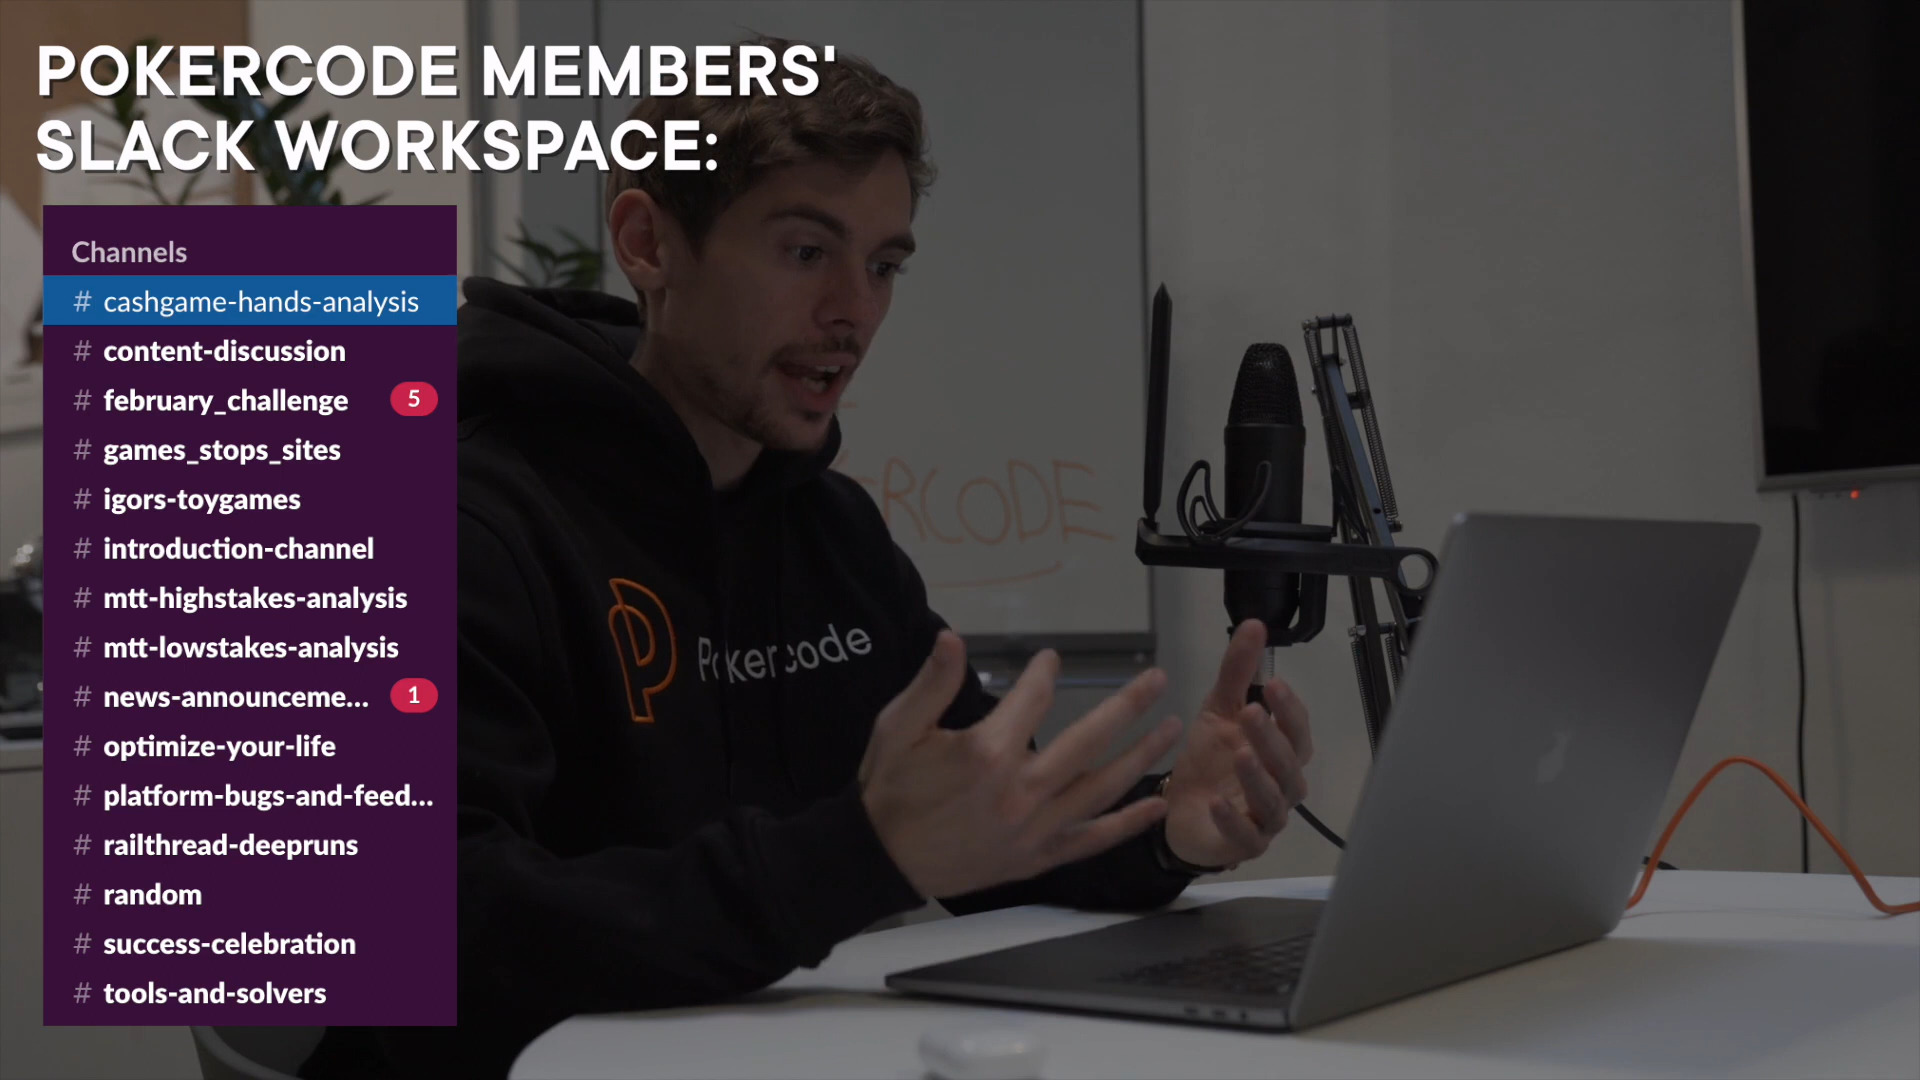 POKERCODE MEMBERS'
SLACK WORKSPACE:
Channels
# cashgame-hands-analysis
# content-discussion
# february_challenge 5
# games_stops_sites
# igors-toygames
# introduction-channel
# mtt-highstakes-analysis
# mtt-lowstakes-analysis
# news-announceme... 1
# optimize-your-life
# platform-bugs-and-feed...
# railthread-deepruns
# random
# success-celebration
# tools-and-solvers
RCODE
Pokercode